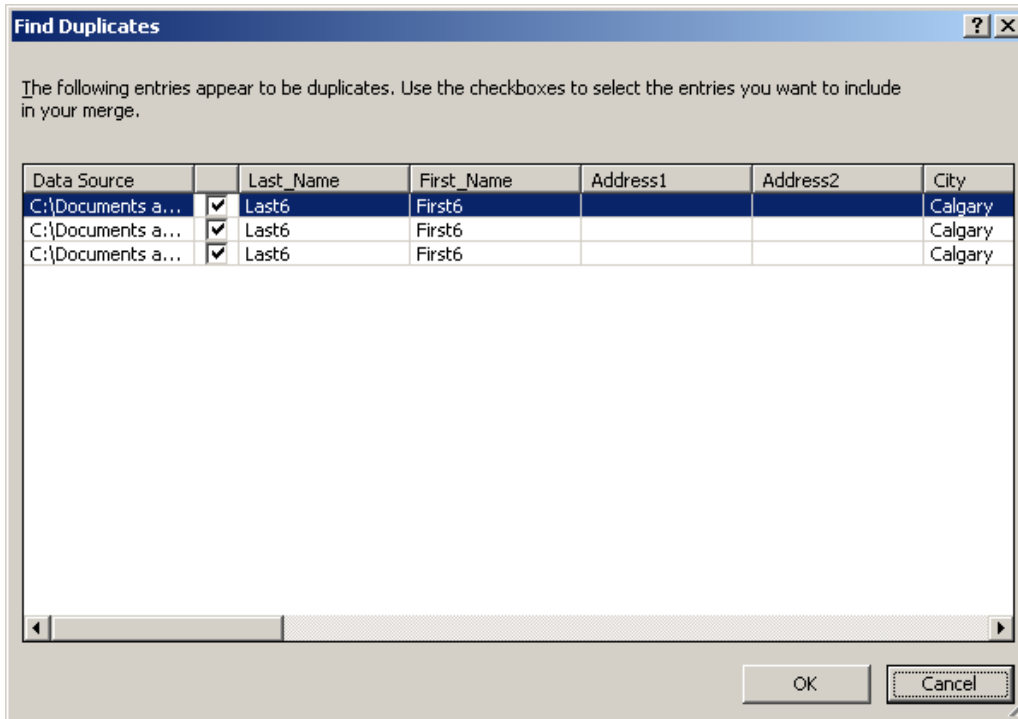 Find Duplicates
The following entries appear to be duplicates. Use the checkboxes to select the entries you want to include
in your merge.
Data Source Last_Name First_Name Address1 Address2 City
C:\Documents a... Last6 First6 Calgary
C:\Documents a... Last6 First6 Calgary
C:\Documents a... Last6 First6 Calgary
OK Cancel